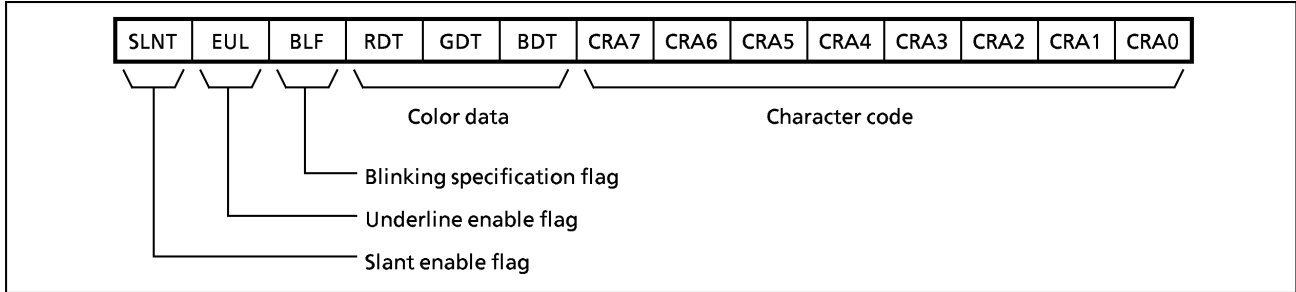 SLNT EUL BLF RDT GDT BDT CRA7 CRA6 CRA5 CRA4 CRA3 CRA2 CRA1 CRA0
Color data Character code
Blinking specification flag
Underline enable flag
Slant enable flag